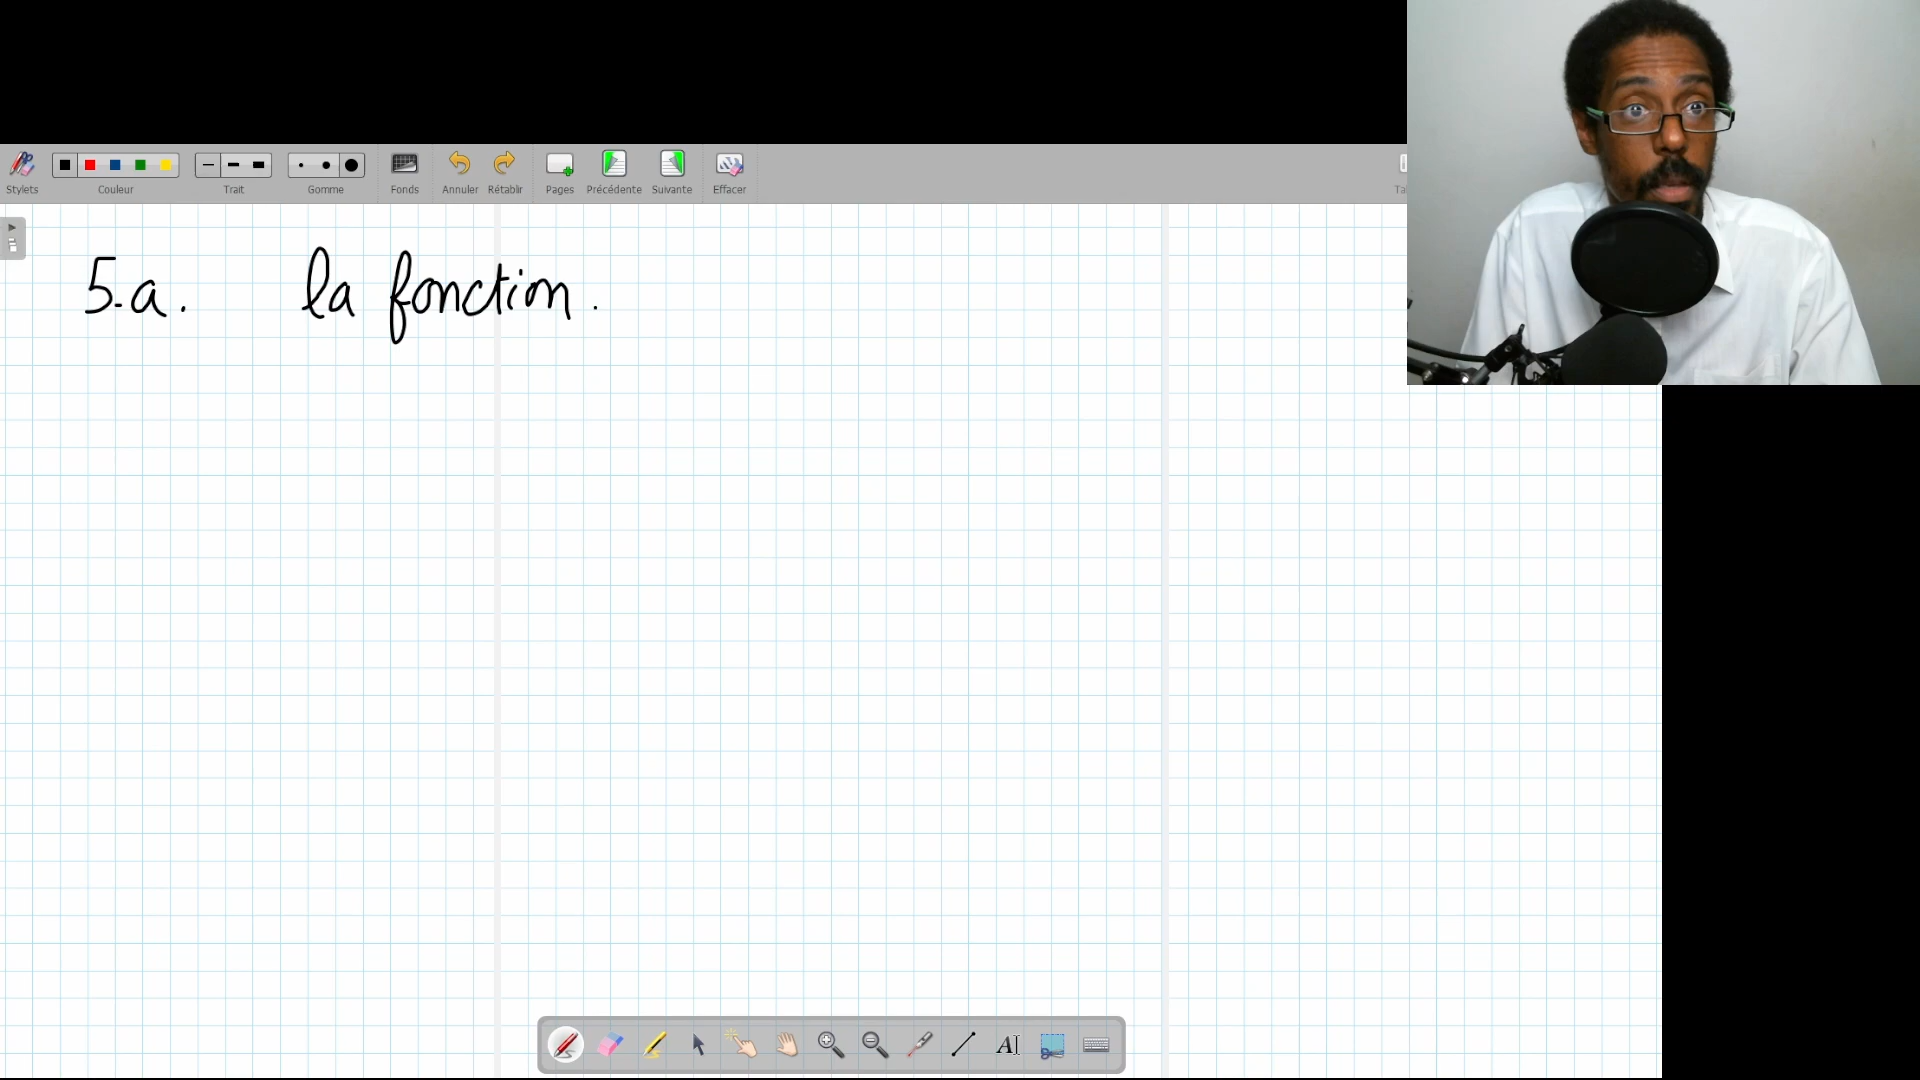 Stylets Couleur Trait Gomme Fonds Annuler Rétablir Pages Précédente Suivante Effacer
5.a. la fonction.